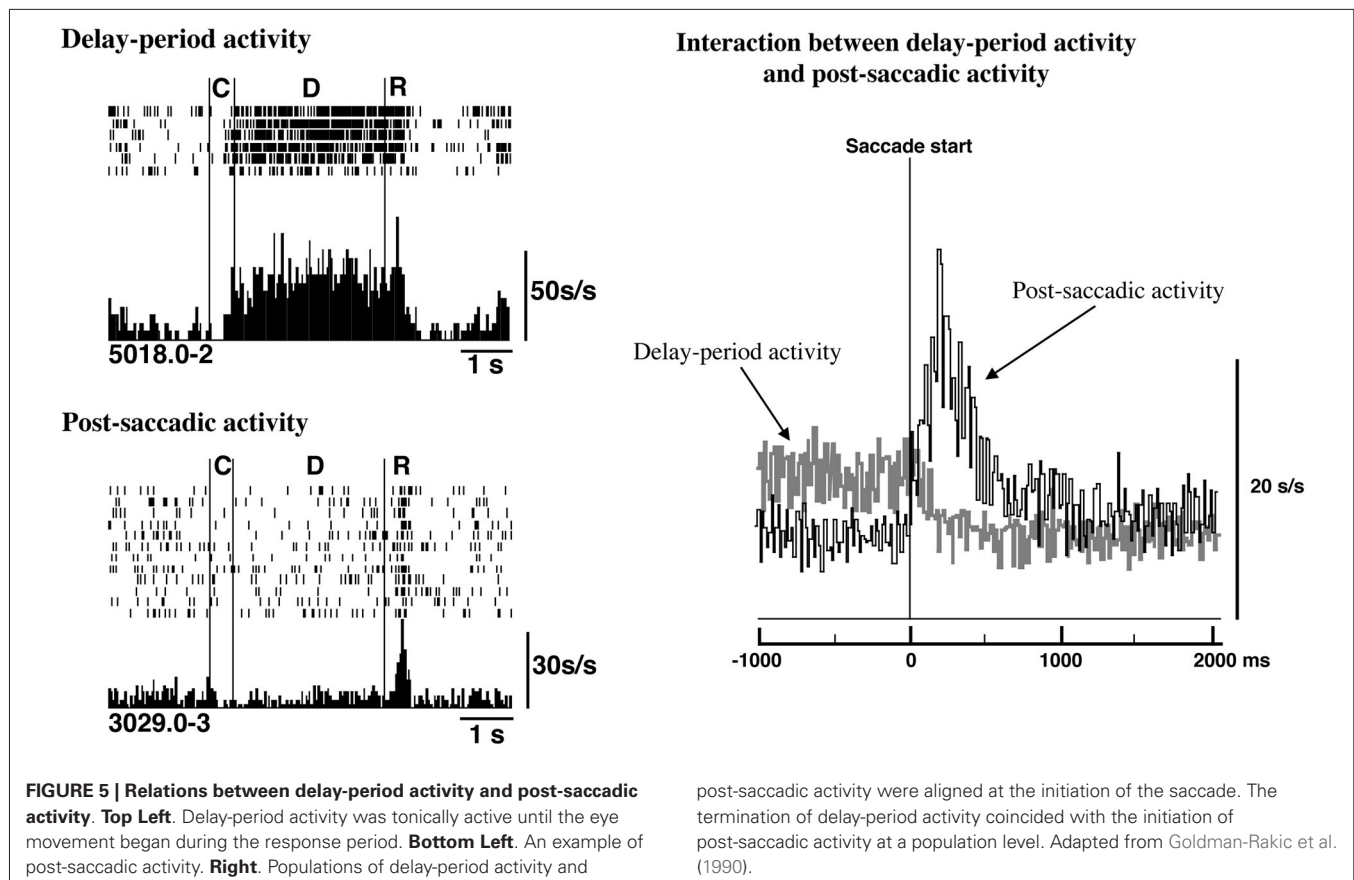 Delay-period activity
C D R
50s/s
5018.0-2
1 s
Post-saccadic activity
C D R
30s/s
3029.0-3
1 s
Interaction between delay-period activity
and post-saccadic activity
Saccade start
Post-saccadic activity
Delay-period activity
20 s/s
-1000 0 1000 2000 ms
FIGURE 5 | Relations between delay-period activity and post-saccadic
activity. Top Left. Delay-period activity was tonically active until the eye
movement began during the response period. Bottom Left. An example of
post-saccadic activity. Right. Populations of delay-period activity and
post-saccadic activity were aligned at the initiation of the saccade. The
termination of delay-period activity coincided with the initiation of
post-saccadic activity at a population level. Adapted from Goldman-Rakic et al.
(1990).